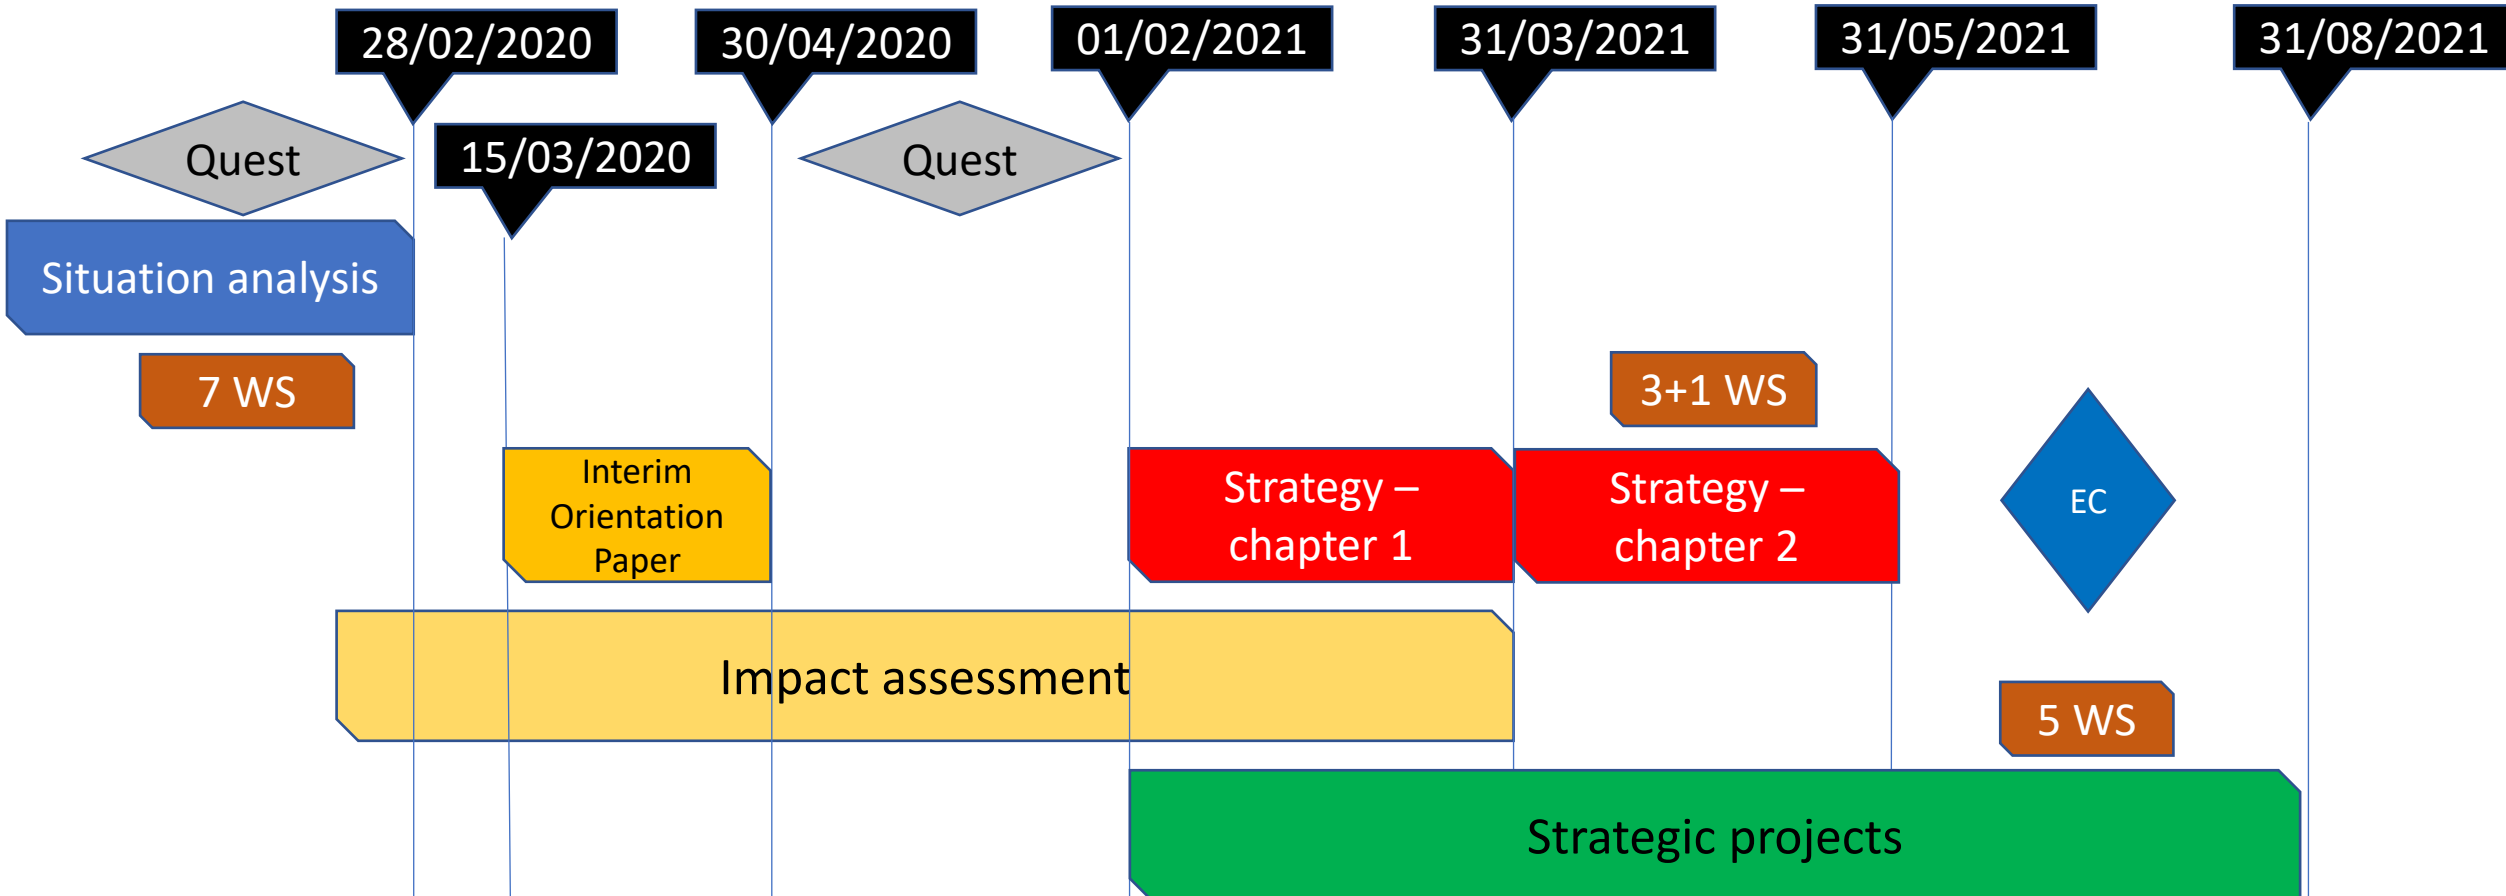 28/02/2020
30/04/2020
01/02/2021
31/03/2021
31/05/2021
31/08/2021
Quest
15/03/2020
Quest
Situation analysis
7 WS
3+1 WS
Interim
Orientation
Paper
Strategy –
chapter 1
Strategy –
chapter 2
EC
Impact assessment
5 WS
Strategic projects